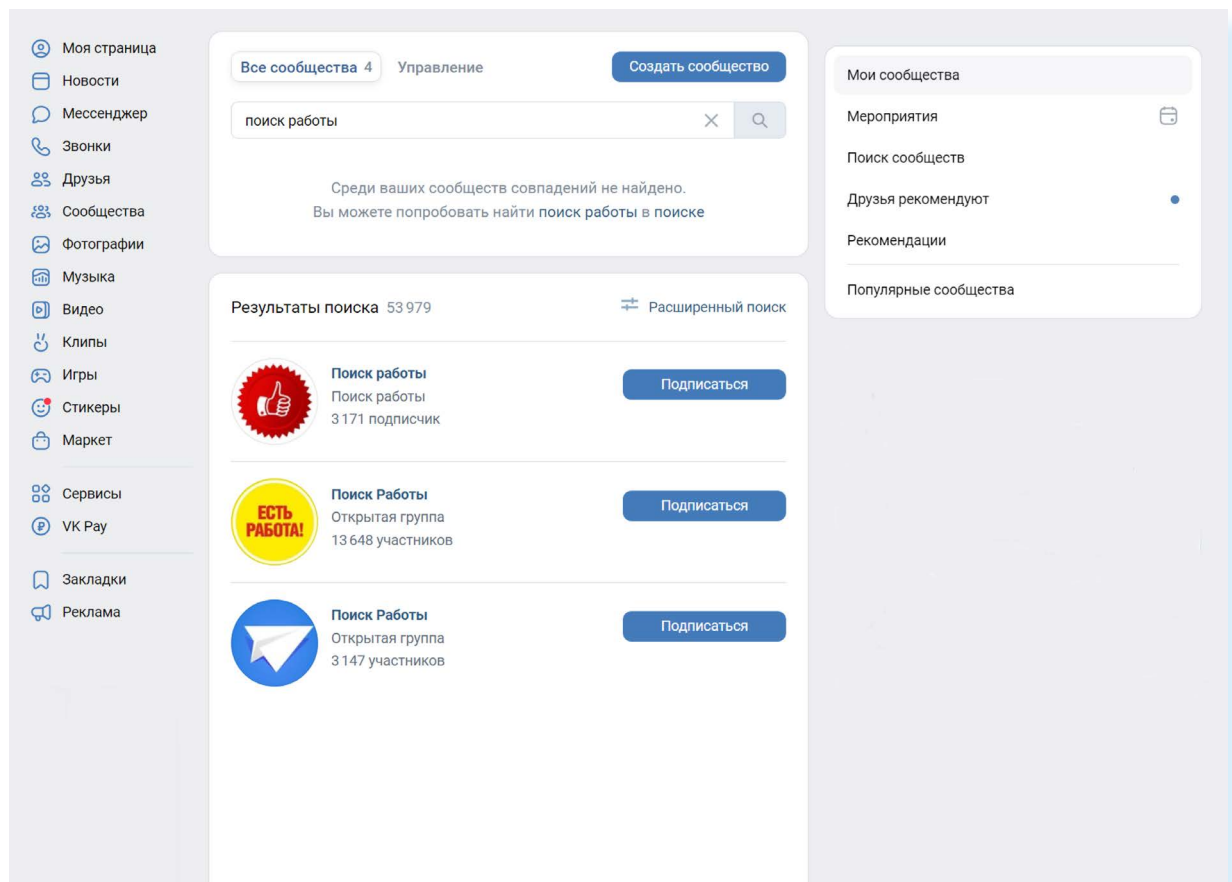 Моя страница
Новости
Мессенджер
Звонки
Друзья
Сообщества
Фотографии
Музыка
Видео
Клипы
Игры
Стикеры
Маркет
Сервисы
VK Pay
Закладки
Реклама
Все сообщества 4 Управление Создать сообщество
поиск работы
Среди ваших сообществ совпадений не найдено.
Вы можете попробовать найти поиск работы в поиске
Результаты поиска 53 979 Расширенный поиск
Поиск работы
Поиск работы
3 171 подписчик
Подписаться
ЕСТЬ
РАБОТА!
Поиск Работы
Открытая группа
13 648 участников
Подписаться
Поиск Работы
Открытая группа
3 147 участников
Подписаться
Мои сообщества
Мероприятия
Поиск сообществ
Друзья рекомендуют
Рекомендации
Популярные сообщества